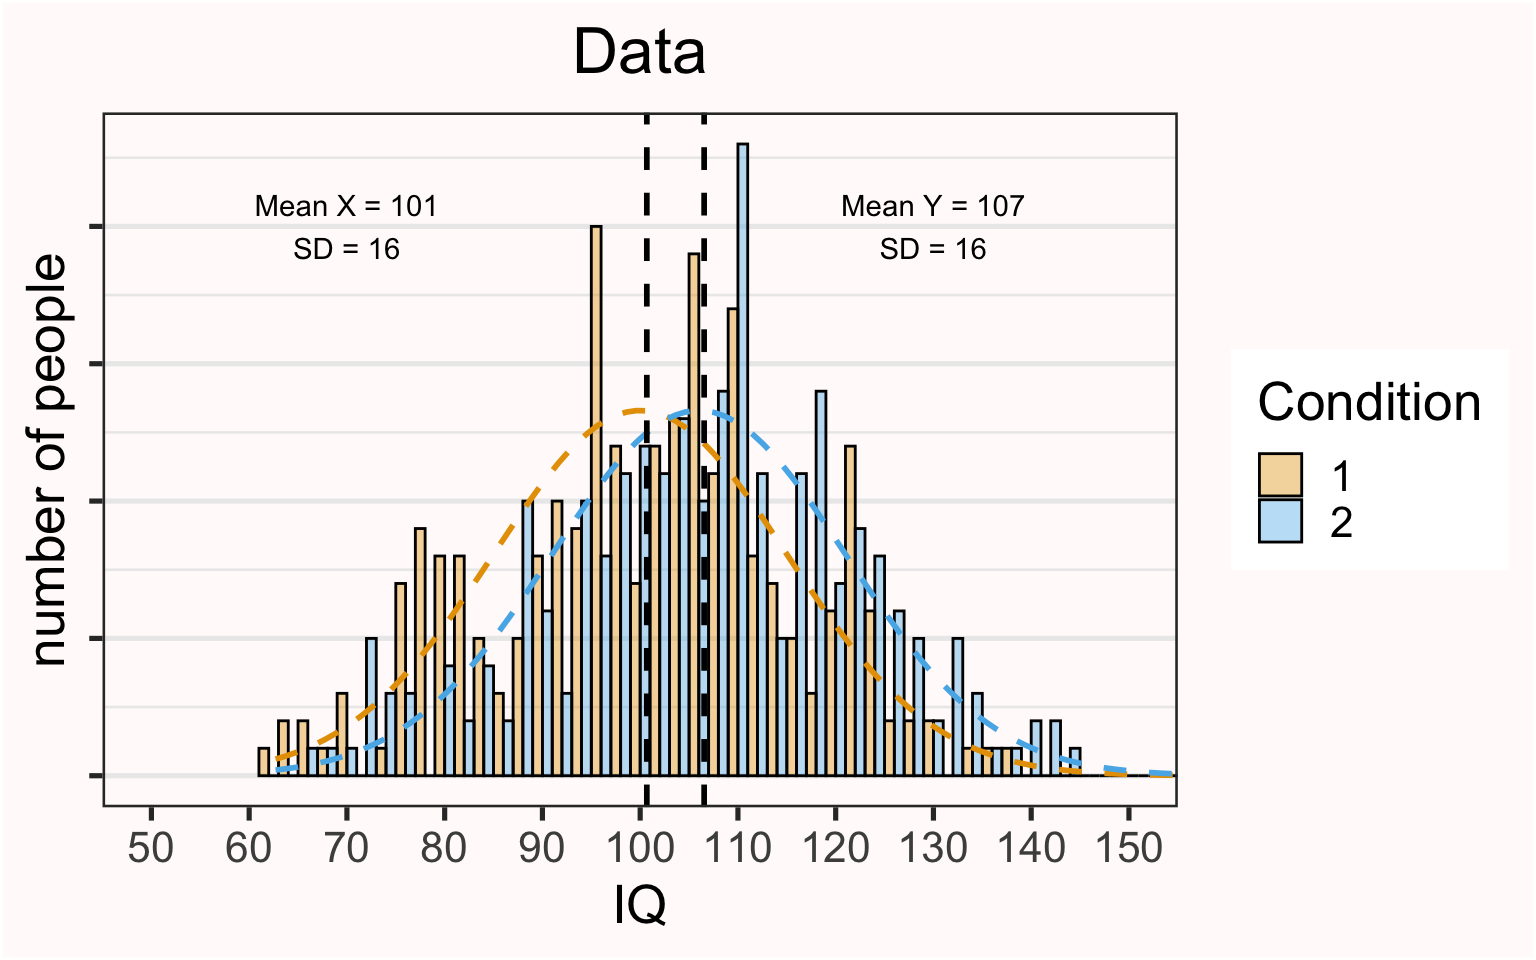 Data
Mean X = 101
SD = 16
Mean Y = 107
SD = 16
number of people
50 60 70 80 90 100 110 120 130 140 150
IQ
Condition
1
2